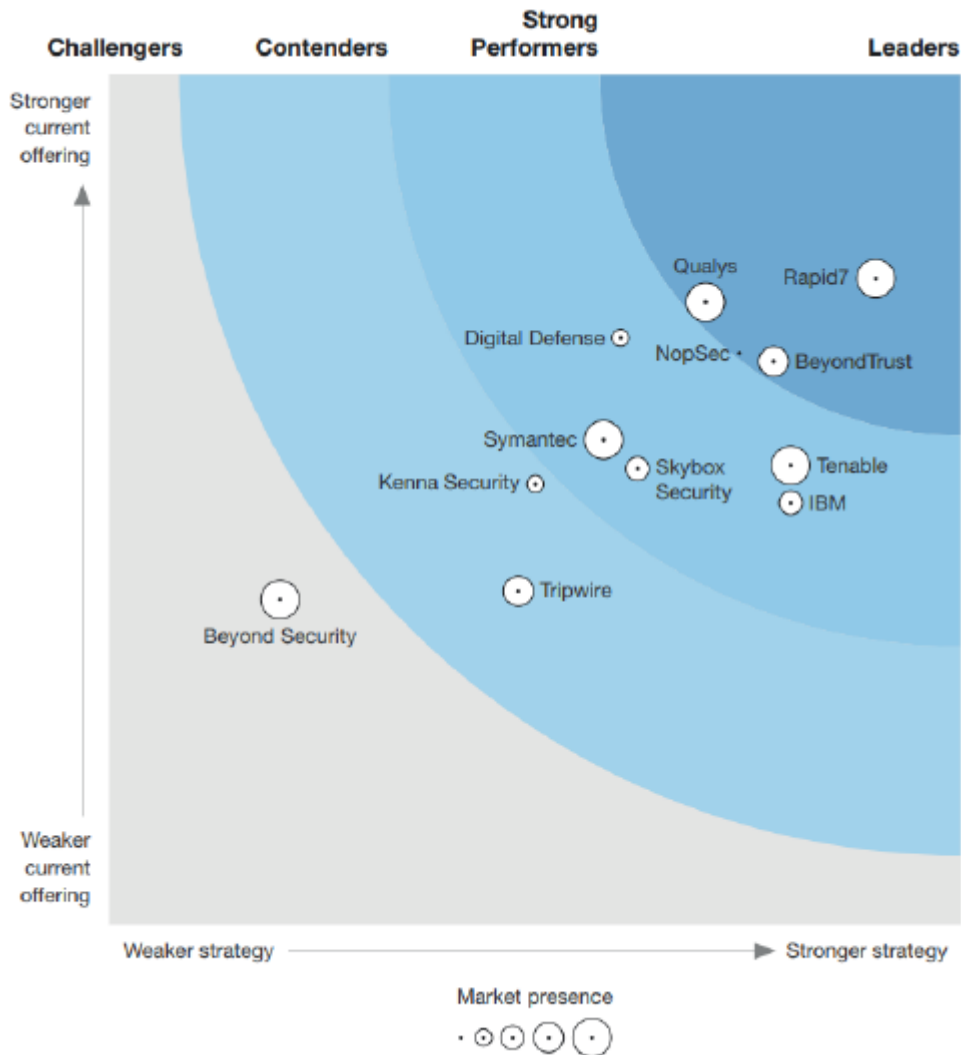 Challengers
Contenders
Strong
Performers
Leaders
Stronger
current
offering
Qualys
Rapid7
Digital Defense
NopSec
BeyondTrust
Symantec
Skybox
Security
Tenable
Kenna Security
IBM
Tripwire
Beyond Security
Weaker
current
offering
Weaker strategy
Stronger strategy
Market presence